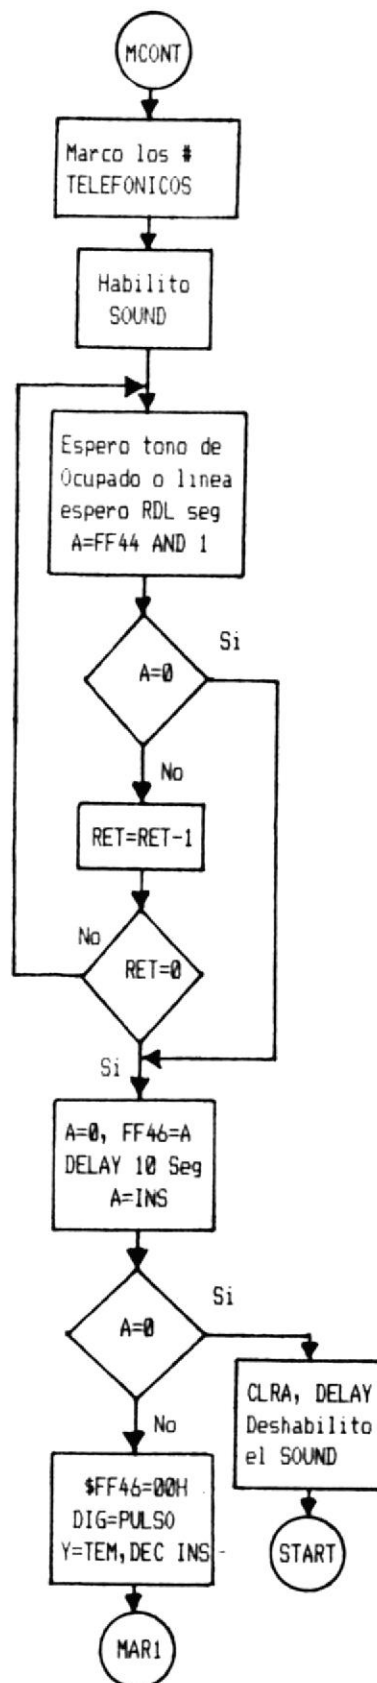 MCONT
Marco los #
TELEFONICOS
Habilito
SOUND
Espero tono de
Ocupado o linea
espero RDL seg
A=FF44 AND 1
Si
A=0
No
RET=RET-1
No
RET=0
Si
A=0, FF46=A
DELAY 10 Seg
A=INS
Si
A=0
No
CLRA, DELAY
Deshabilito
el SOUND
$FF46=00H
DIG=PULSO
Y=TEM,DEC INS
START
MAR1